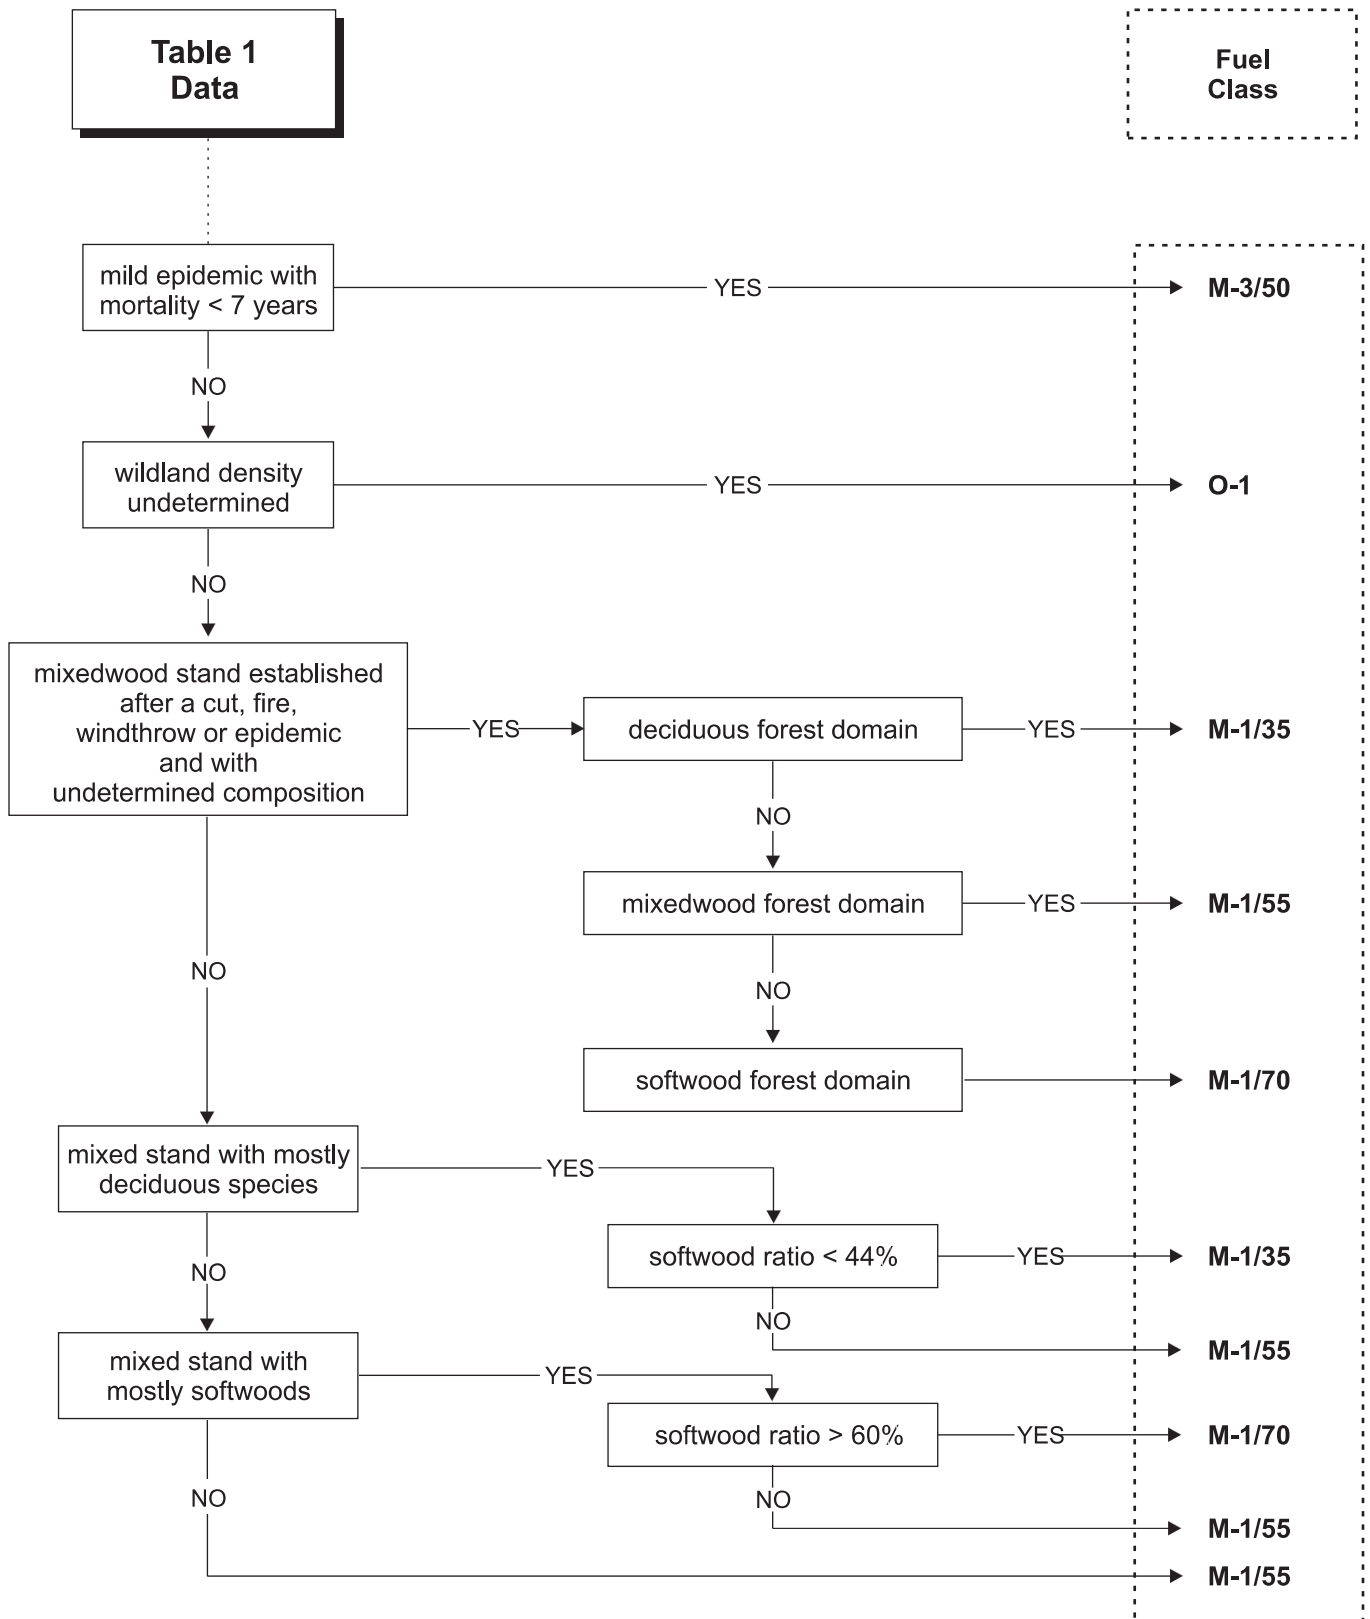 Table 1
Data
Fuel
Class
mild epidemic with
mortality < 7 years
YES
M-3/50
NO
wildland density
undetermined
YES
O-1
NO
mixedwood stand established
after a cut, fire,
windthrow or epidemic
and with
undetermined composition
YES
deciduous forest domain
YES
M-1/35
NO
mixedwood forest domain
YES
M-1/55
NO
NO
softwood forest domain
M-1/70
mixed stand with mostly
deciduous species
YES
softwood ratio < 44%
YES
M-1/35
NO
NO
M-1/55
mixed stand with
mostly softwoods
YES
softwood ratio > 60%
YES
M-1/70
NO
NO
M-1/55
M-1/55